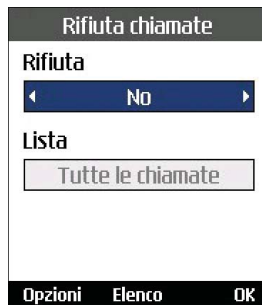 Rifiuta chiamate
Rifiuta
No
Lista
Tutte le chiamate
Opzioni Elenco OK